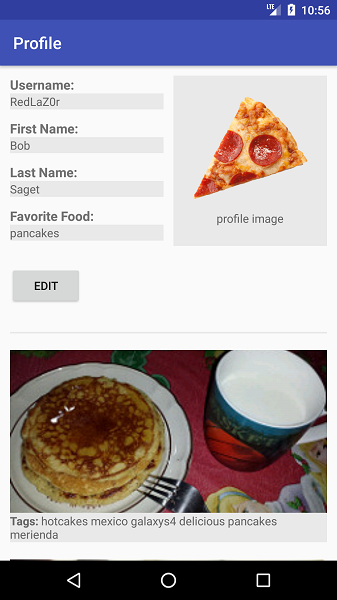 LTE 10:56
Profile
Username:
RedLaZ0r
First Name:
Bob
Last Name:
Saget
Favorite Food:
pancakes
profile image
EDIT
Tags: hotcakes mexico galaxys4 delicious pancakes
merienda